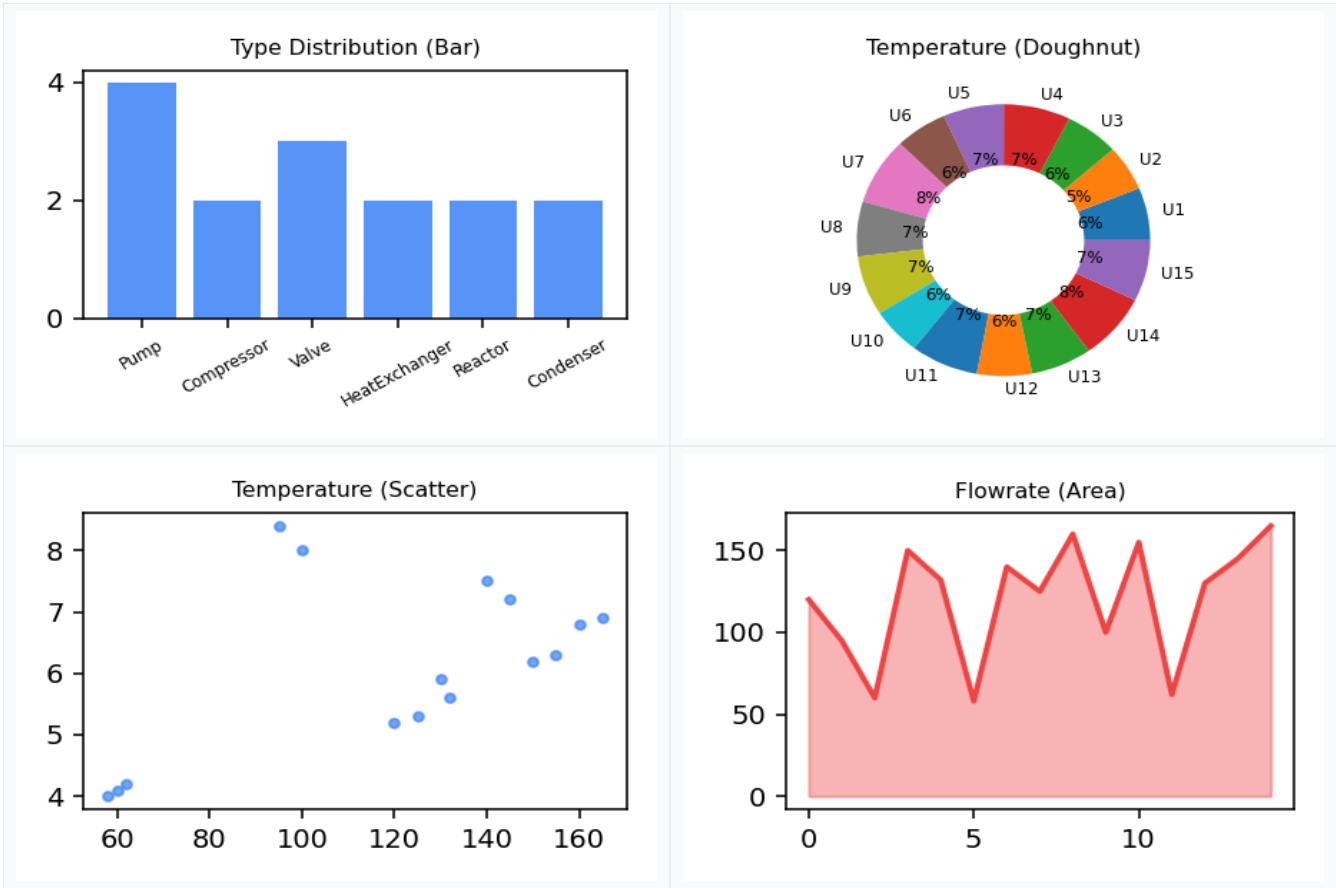 Type Distribution (Bar)
4
2
0
Pump
Compressor
Valve
HeatExchanger
Reactor
Condenser
Temperature (Doughnut)
U1
6%
U2
5%
U3
6%
U4
7%
U5
7%
U6
6%
U7
8%
U8
7%
U9
7%
U10
6%
U11
7%
U12
6%
U13
7%
U14
8%
U15
7%
Temperature (Scatter)
8
7
6
5
4
60 80 100 120 140 160
Flowrate (Area)
150
100
50
0
0 5 10